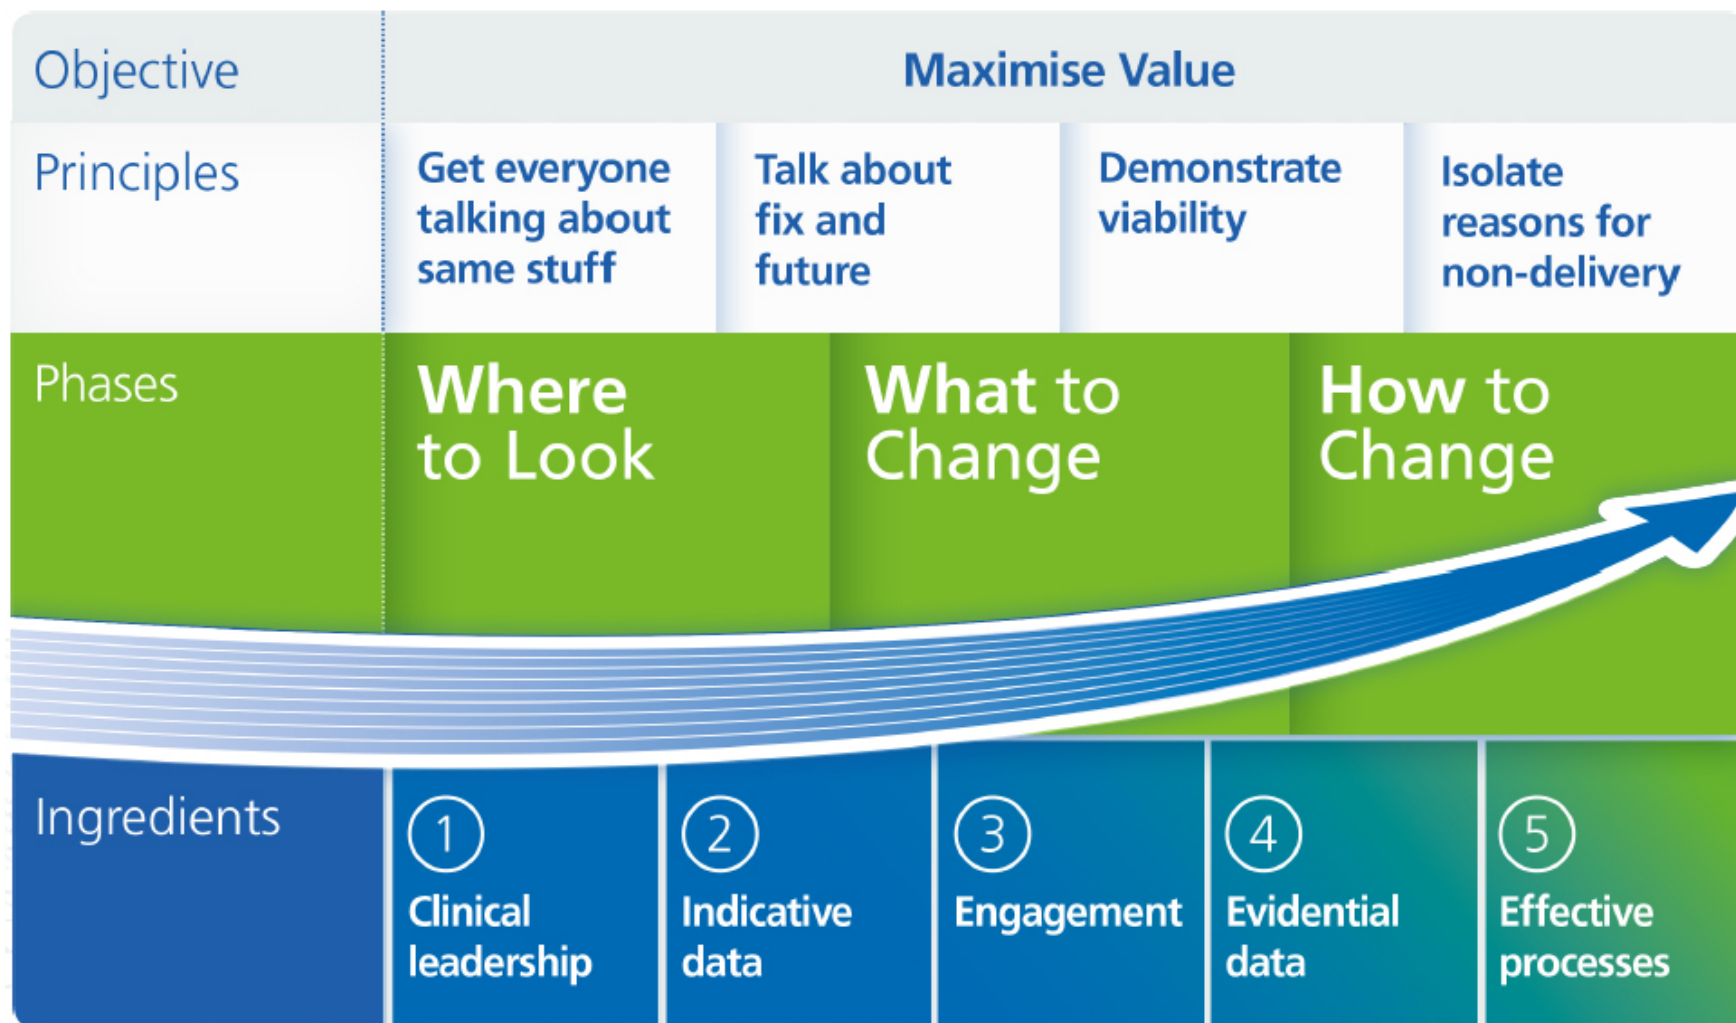 Objective
Maximise Value
Principles
Get everyone
talking about
same stuff
Talk about
fix and
future
Demonstrate
viability
Isolate
reasons for
non-delivery
Phases
Where
to Look
What to
Change
How to
Change
Ingredients
1
Clinical
leadership
2
Indicative
data
3
Engagement
4
Evidential
data
5
Effective
processes